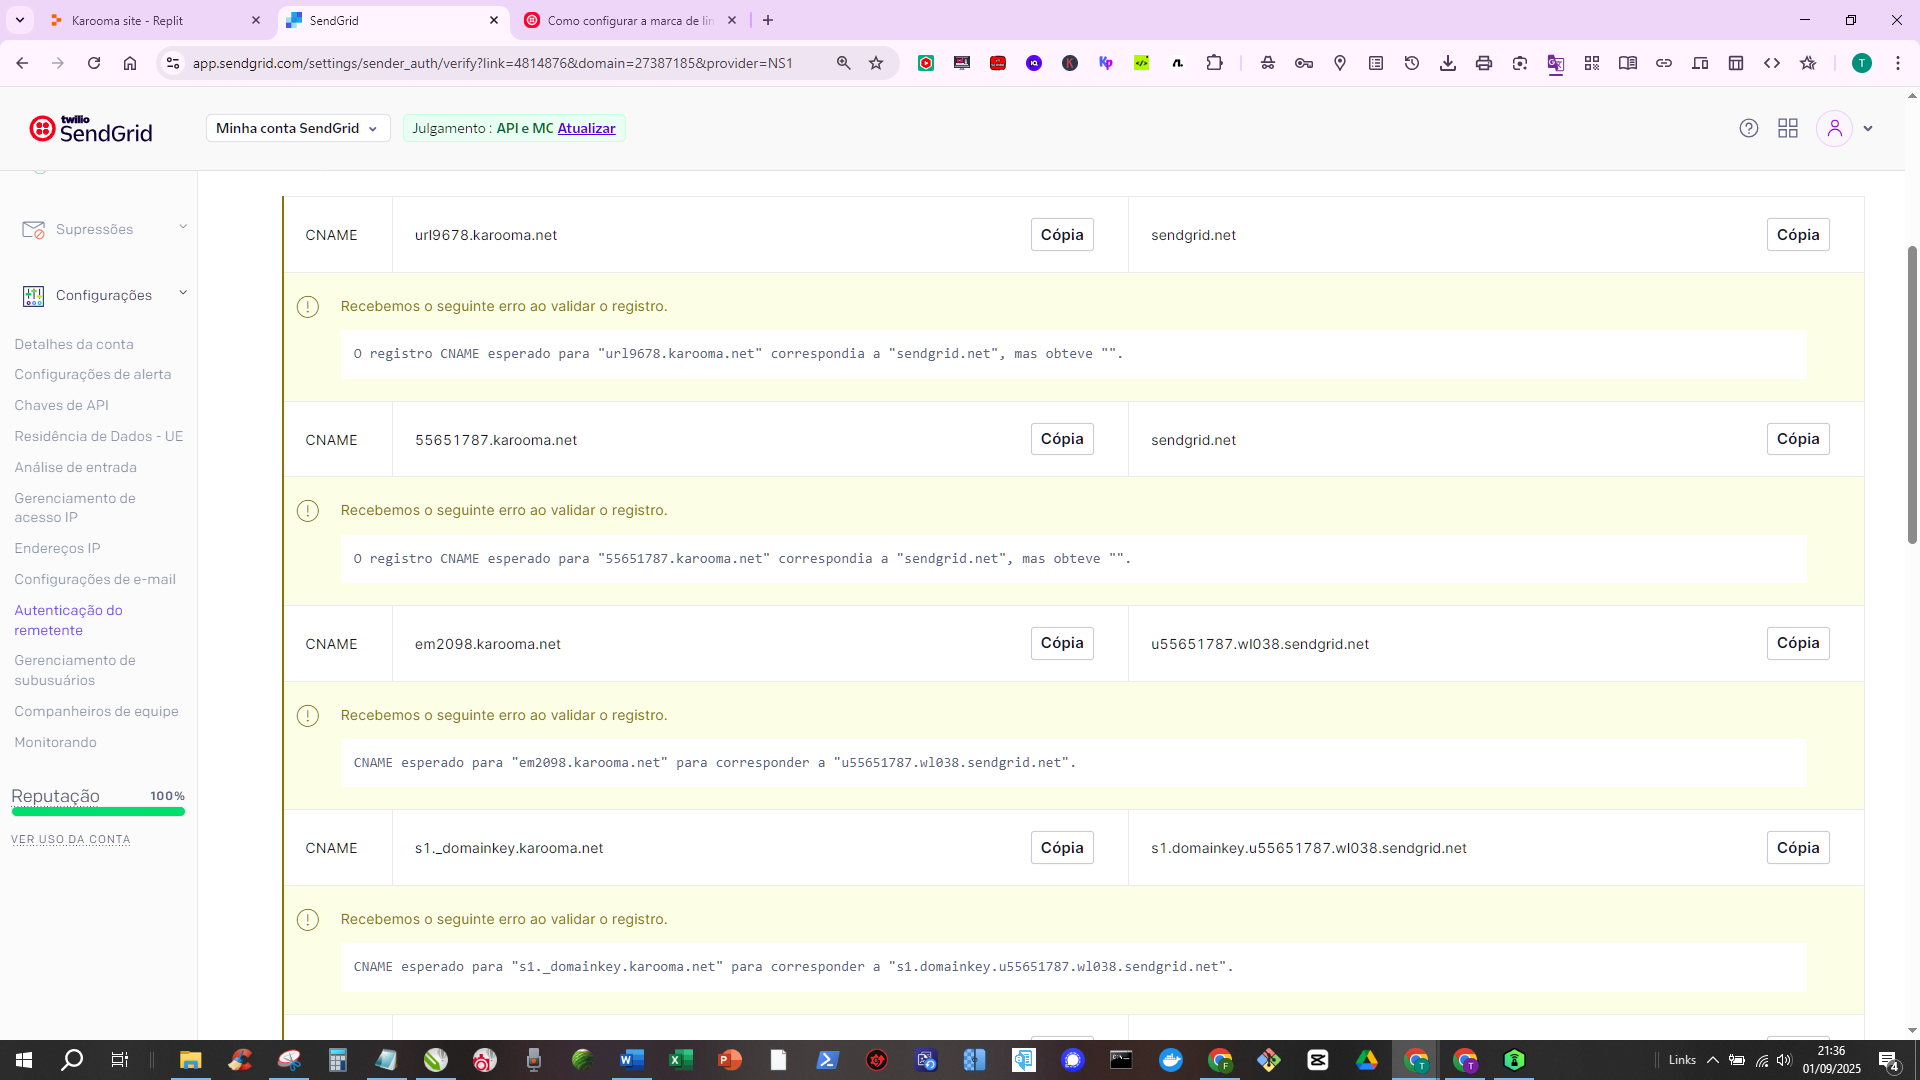 Karooma site - Replit
SendGrid
Como configurar a marca de lin
app.sendgrid.com/settings/sender_auth/verify?link=4814876&domain=27387185&provider=NS1
T
twilio
SendGrid
Minha conta SendGrid
Julgamento : API e MC Atualizar
Supressões
Configurações
Detalhes da conta
Configurações de alerta
Chaves de API
Residência de Dados - UE
Análise de entrada
Gerenciamento de
acesso IP
Endereços IP
Configurações de e-mail
Autenticação do
remetente
Gerenciamento de
subusuários
Companheiros de equipe
Monitorando
Reputação 100%
VER USO DA CONTA
CNAME url9678.karooma.net Cópia sendgrid.net Cópia
Recebemos o seguinte erro ao validar o registro.
O registro CNAME esperado para "url9678.karooma.net" correspondia a "sendgrid.net", mas obteve "".
CNAME 55651787.karooma.net Cópia sendgrid.net Cópia
Recebemos o seguinte erro ao validar o registro.
O registro CNAME esperado para "55651787.karooma.net" correspondia a "sendgrid.net", mas obteve "".
CNAME em2098.karooma.net Cópia u55651787.wl038.sendgrid.net Cópia
Recebemos o seguinte erro ao validar o registro.
CNAME esperado para "em2098.karooma.net" para corresponder a "u55651787.wl038.sendgrid.net".
CNAME s1._domainkey.karooma.net Cópia s1.domainkey.u55651787.wl038.sendgrid.net Cópia
Recebemos o seguinte erro ao validar o registro.
CNAME esperado para "s1._domainkey.karooma.net" para corresponder a "s1.domainkey.u55651787.wl038.sendgrid.net".
Links
21:36
01/09/2025
4